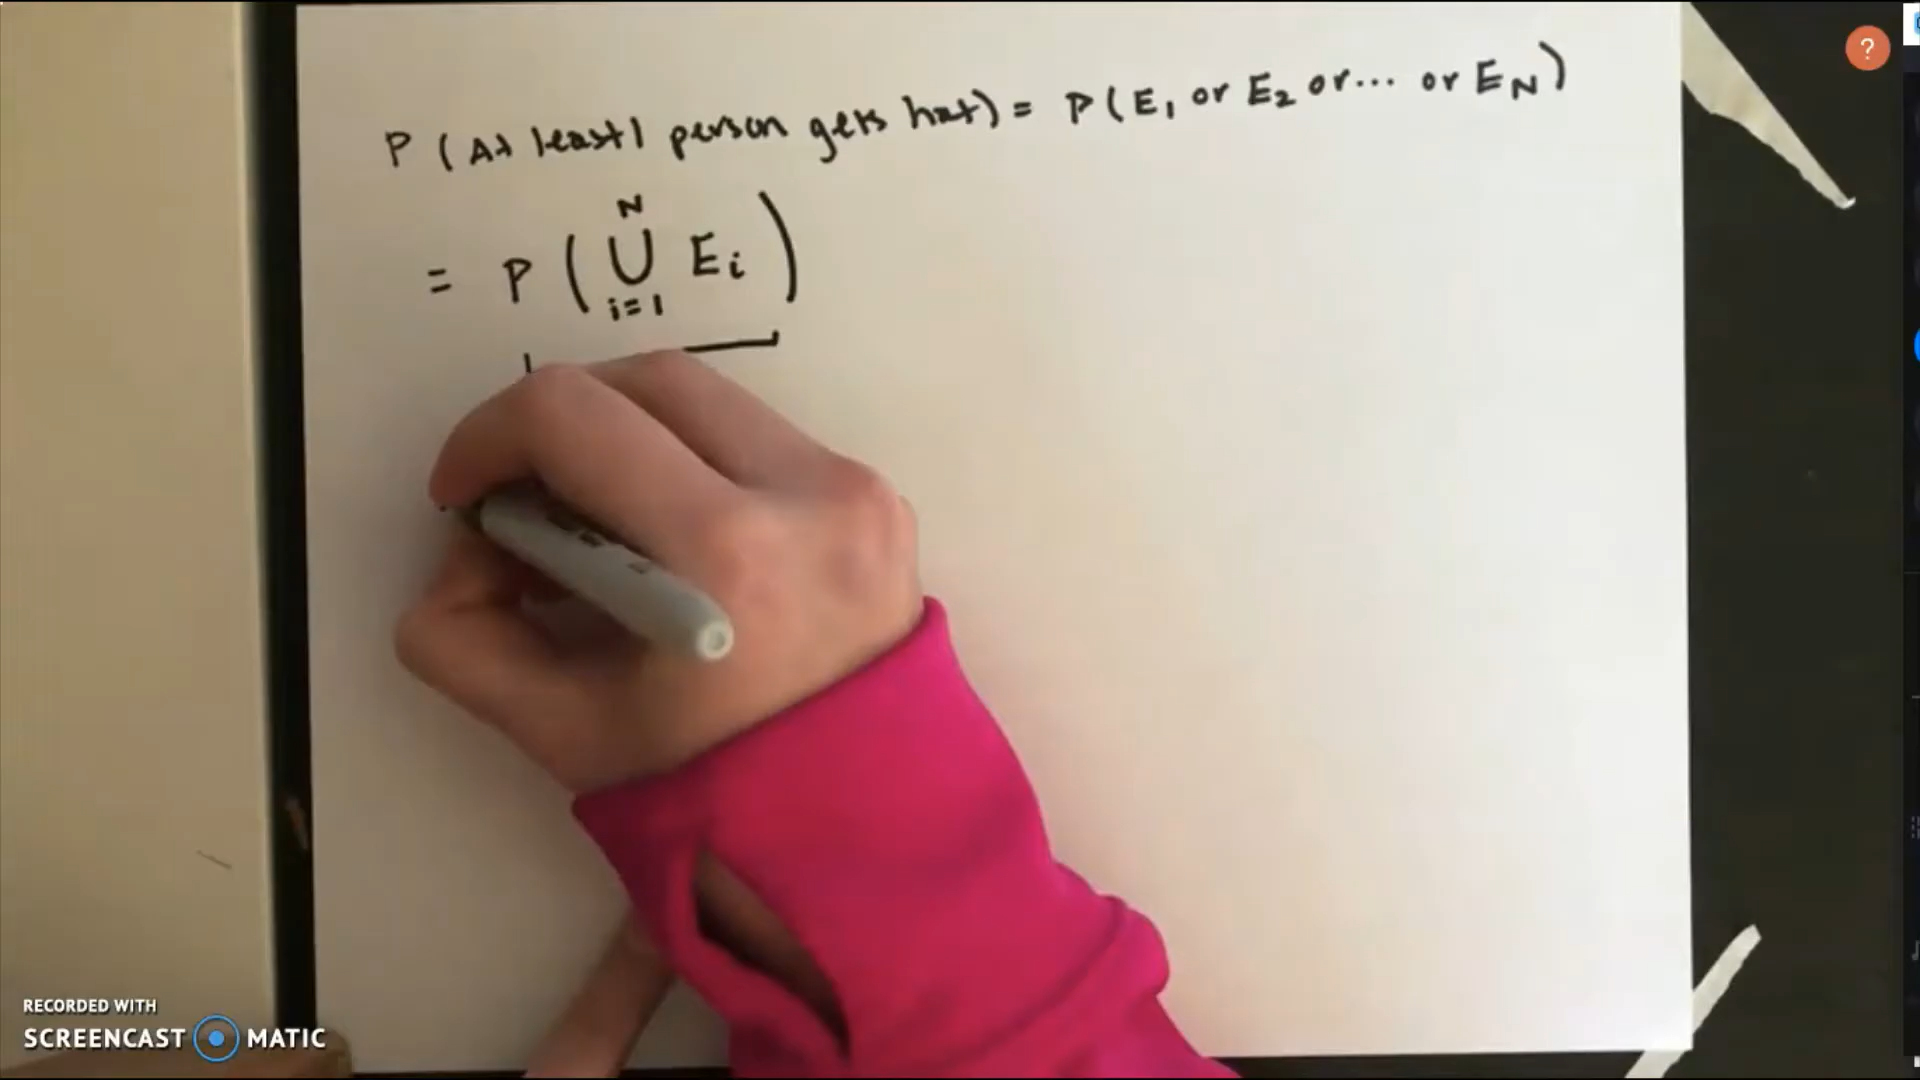 P (At least 1 person gets hat) = P(E₁ or E₂ or... or E_N)
N
= P ( ∪ E_i )
i=1
RECORDED WITH
SCREENCAST MATIC
?